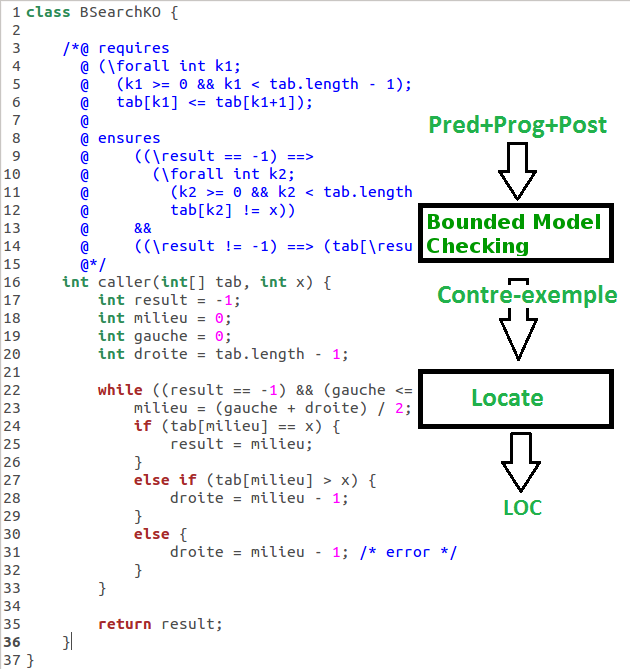 1 class BSearchKO {
2
3 /*@ requires
4 @ (\forall int k1;
5 @ (k1 >= 0 && k1 < tab.length - 1);
6 @ tab[k1] <= tab[k1+1]);
7 @
8 @ ensures
9 @ ((\result == -1) ==>
10 @ (\forall int k2;
11 @ (k2 >= 0 && k2 < tab.length
12 @ tab[k2] != x))
13 @ &&
14 @ ((\result != -1) ==> (tab[\resu
15 @*/
16 int caller(int[] tab, int x) {
17 int result = -1;
18 int milieu = 0;
19 int gauche = 0;
20 int droite = tab.length - 1;
21
22 while ((result == -1) && (gauche <=
23 milieu = (gauche + droite) / 2;
24 if (tab[milieu] == x) {
25 result = milieu;
26 }
27 else if (tab[milieu] > x) {
28 droite = milieu - 1;
29 }
30 else {
31 droite = milieu - 1; /* error */
32 }
33 }
34
35 return result;
36 }
37 }
Pred+Prog+Post
Bounded Model
Checking
Contre-exemple
Locate
LOC